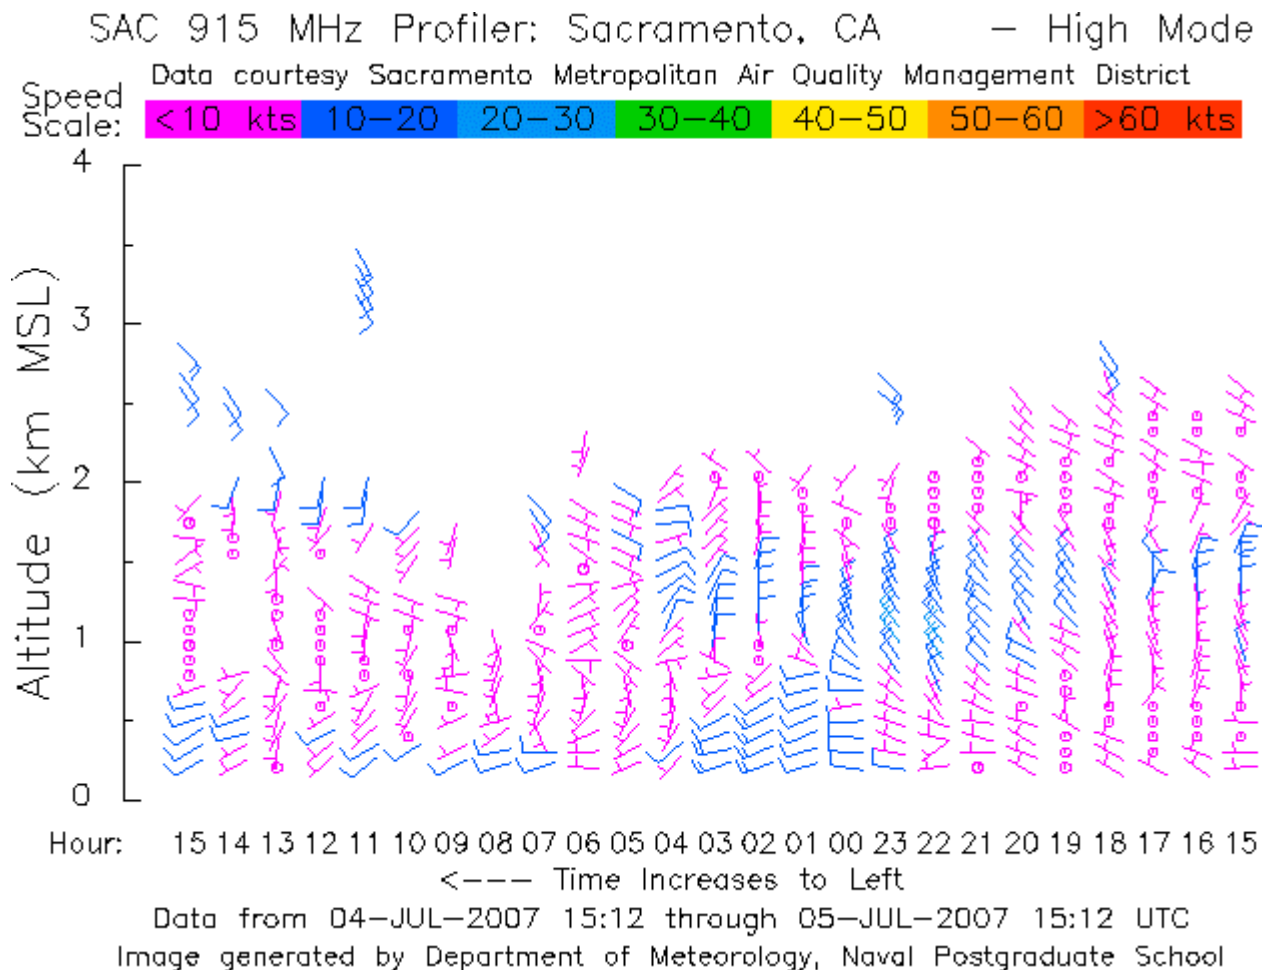 SAC 915 MHz Profiler: Sacramento, CA — High Mode
Data courtesy Sacramento Metropolitan Air Quality Management District
Speed Scale: <10 kts 10-20 20-30 30-40 40-50 50-60 >60 kts
Altitude (km MSL)
4
3
2
1
0
Hour: 15 14 13 12 11 10 09 08 07 06 05 04 03 02 01 00 23 22 21 20 19 18 17 16 15
<--- Time Increases to Left
Data from 04-JUL-2007 15:12 through 05-JUL-2007 15:12 UTC
Image generated by Department of Meteorology, Naval Postgraduate School